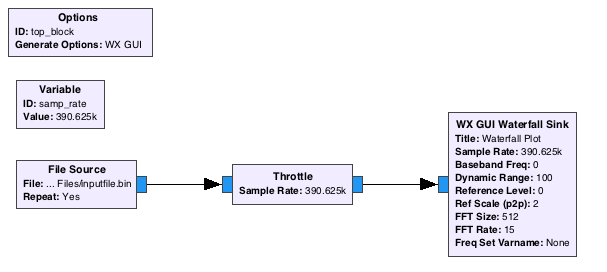 Options
ID: top_block
Generate Options: WX GUI
Variable
ID: samp_rate
Value: 390.625k
File Source
File: ... Files/inputfile.bin
Repeat: Yes
Throttle
Sample Rate: 390.625k
WX GUI Waterfall Sink
Title: Waterfall Plot
Sample Rate: 390.625k
Baseband Freq: 0
Dynamic Range: 100
Reference Level: 0
Ref Scale (p2p): 2
FFT Size: 512
FFT Rate: 15
Freq Set Varname: None